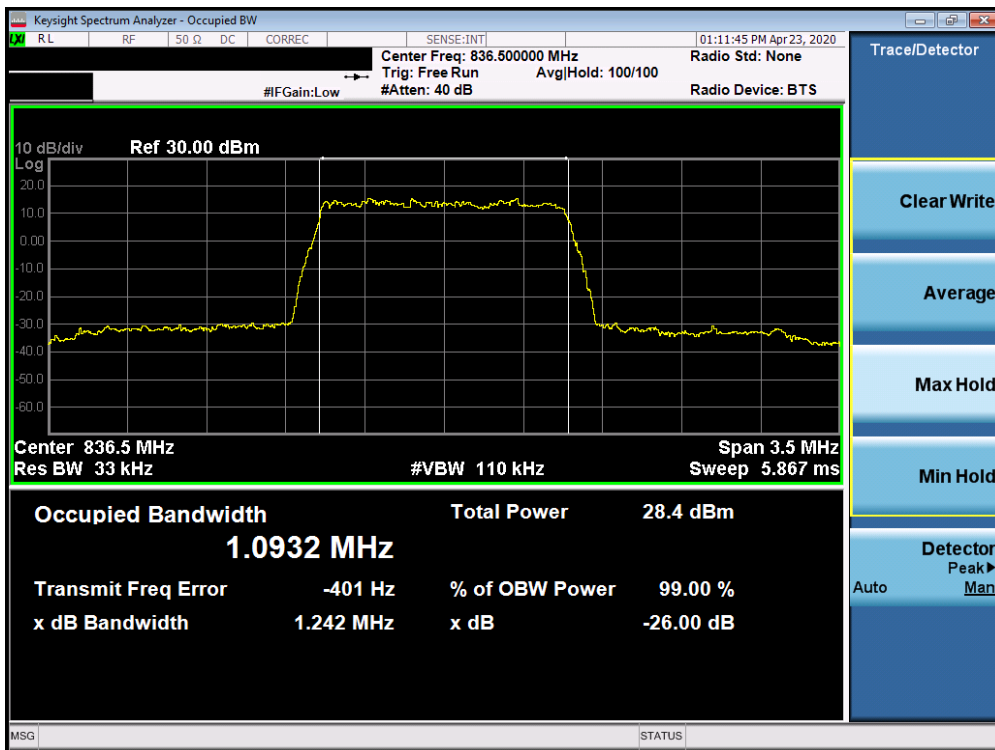 Keysight Spectrum Analyzer - Occupied BW
LXI RL RF 50 Ω DC CORREC SENSE:INT 01:11:45 PM Apr 23, 2020
Center Freq: 836.500000 MHz Radio Std: None
Trig: Free Run Avg|Hold: 100/100
#IFGain:Low #Atten: 40 dB Radio Device: BTS
10 dB/div Ref 30.00 dBm
Log
20.0
10.0
0.00
-10.0
-20.0
-30.0
-40.0
-50.0
-60.0
Center 836.5 MHz Span 3.5 MHz
Res BW 33 kHz #VBW 110 kHz Sweep 5.867 ms
Occupied Bandwidth Total Power 28.4 dBm
1.0932 MHz
Transmit Freq Error -401 Hz % of OBW Power 99.00 %
x dB Bandwidth 1.242 MHz x dB -26.00 dB
MSG STATUS
Trace/Detector
Clear Write
Average
Max Hold
Min Hold
Detector
Peak▶
Auto Man